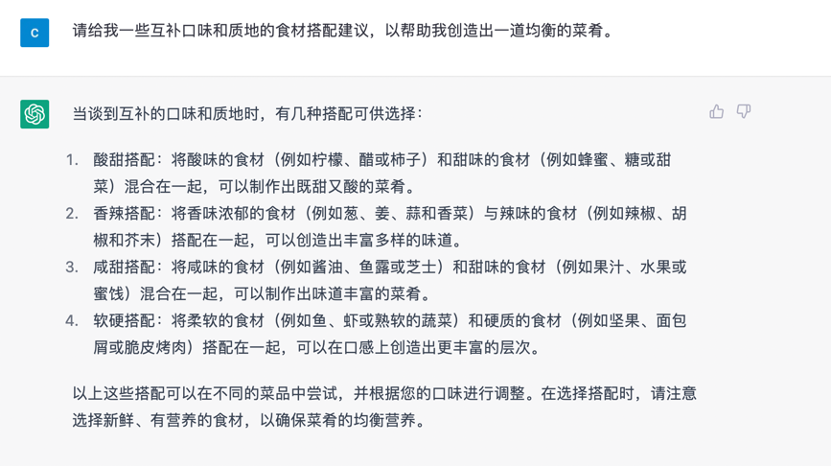 C
请给我一些互补口味和质地的食材搭配建议，以帮助我创造出一道均衡的菜肴。
当谈到互补的口味和质地时，有几种搭配可供选择：
1. 酸甜搭配：将酸味的食材（例如柠檬、醋或柿子）和甜味的食材（例如蜂蜜、糖或甜
菜）混合在一起，可以制作出既甜又酸的菜肴。
2. 香辣搭配：将香味浓郁的食材（例如葱、姜、蒜和香菜）与辣味的食材（例如辣椒、胡
椒和芥末）搭配在一起，可以创造出丰富多样的味道。
3. 咸甜搭配：将咸味的食材（例如酱油、鱼露或芝士）和甜味的食材（例如果汁、水果或
蜜饯）混合在一起，可以制作出味道丰富的菜肴。
4. 软硬搭配：将柔软的食材（例如鱼、虾或熟软的蔬菜）和硬质的食材（例如坚果、面包
屑或脆皮烤肉）搭配在一起，可以在口感上创造出更丰富的层次。
以上这些搭配可以在不同的菜品中尝试，并根据您的口味进行调整。在选择搭配时，请注意
选择新鲜、有营养的食材，以确保菜肴的均衡营养。